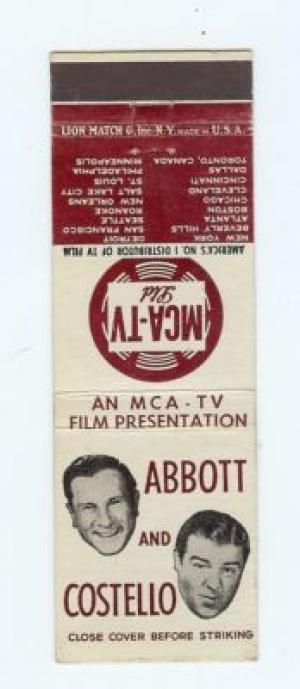 LION MATCH Co., Inc. N.Y. MADE IN U.S.A.
MCA-TV
Ltd
AMERICA'S NO. 1 DISTRIBUTOR OF TV FILM
NEW YORK DETROIT
BEVERLY HILLS SAN FRANCISCO
ATLANTA SEATTLE
BOSTON ROANOKE
CHICAGO NEW ORLEANS
CLEVELAND SALT LAKE CITY
CINCINNATI ST. LOUIS
DALLAS PHILADELPHIA
TORONTO, CANADA MINNEAPOLIS
AN MCA-TV
FILM PRESENTATION
ABBOTT
AND
COSTELLO
CLOSE COVER BEFORE STRIKING